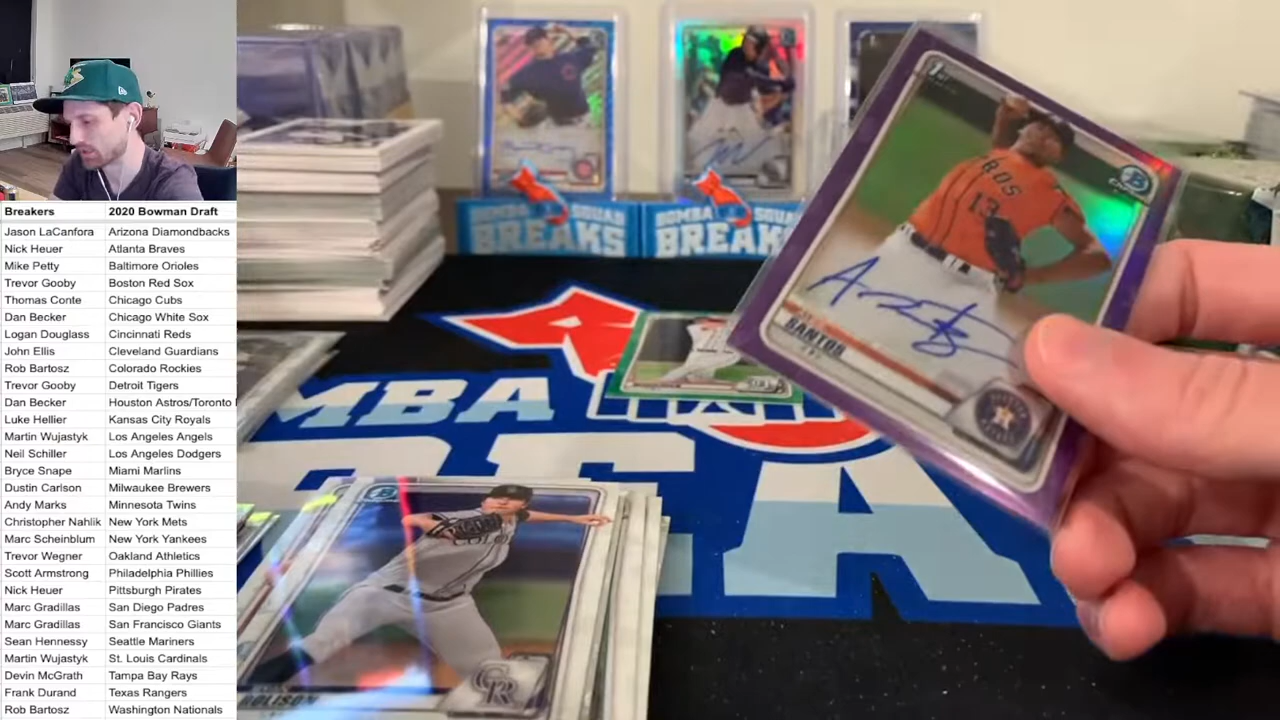 Breakers 2020 Bowman Draft
Jason LaCanfora Arizona Diamondbacks
Nick Heuer Atlanta Braves
Mike Petty Baltimore Orioles
Trevor Gooby Boston Red Sox
Thomas Conte Chicago Cubs
Dan Becker Chicago White Sox
Logan Douglass Cincinnati Reds
John Ellis Cleveland Guardians
Rob Bartosz Colorado Rockies
Trevor Gooby Detroit Tigers
Dan Becker Houston Astros/Toronto
Luke Hellier Kansas City Royals
Martin Wujastyk Los Angeles Angels
Neil Schiller Los Angeles Dodgers
Bryce Snape Miami Marlins
Dustin Carlson Milwaukee Brewers
Andy Marks Minnesota Twins
Christopher Nahlik New York Mets
Marc Scheinblum New York Yankees
Trevor Wegner Oakland Athletics
Scott Armstrong Philadelphia Phillies
Nick Heuer Pittsburgh Pirates
Marc Gradillas San Diego Padres
Marc Gradillas San Francisco Giants
Sean Hennessy Seattle Mariners
Martin Wujastyk St. Louis Cardinals
Devin McGrath Tampa Bay Rays
Frank Durand Texas Rangers
Rob Bartosz Washington Nationals
BOMBA SQUAD
BREAKS
BOMBA SQUAD
BREAKS
1st
ROS
13
SANTOS
MBA
BREA
CR
ROLISON